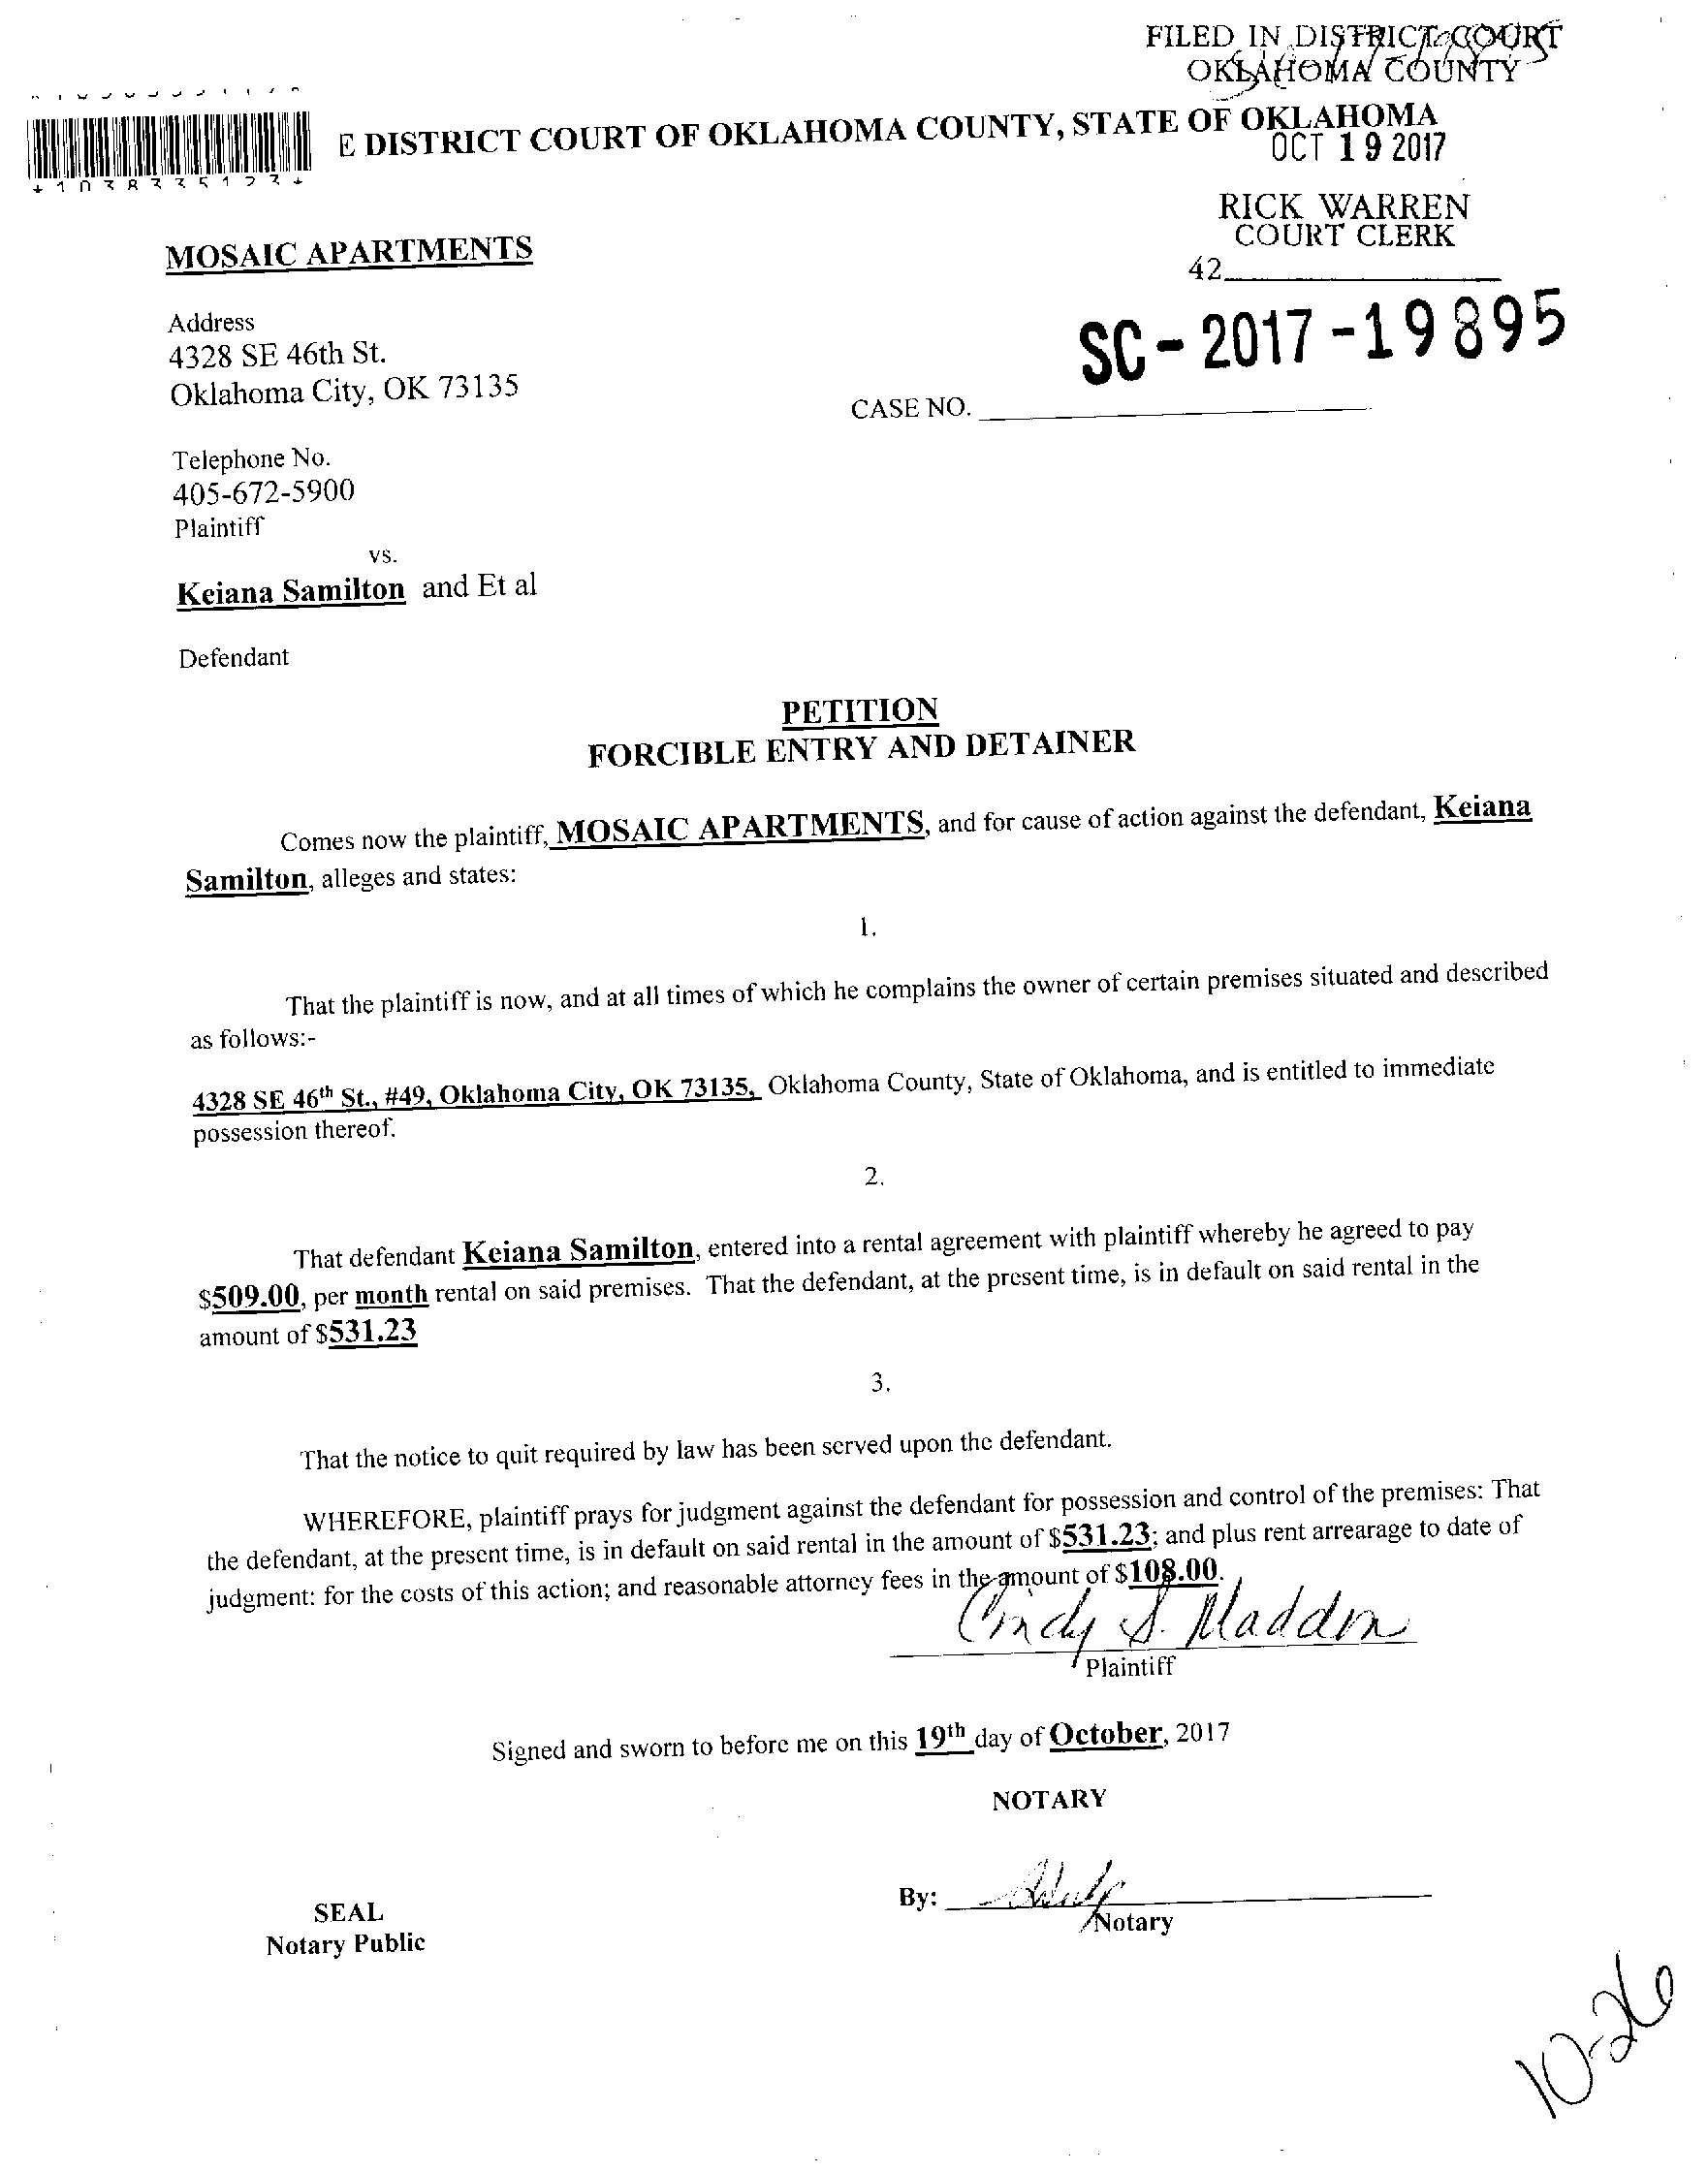 FILED IN DISTRICT COURT
OKLAHOMA COUNTY
E DISTRICT COURT OF OKLAHOMA COUNTY, STATE OF OKLAHOMA
OCT 19 2017
RICK WARREN
COURT CLERK
42
MOSAIC APARTMENTS
Address
4328 SE 46th St.
Oklahoma City, OK 73135
SC-2017-19895
CASE NO.
Telephone No.
405-672-5900
Plaintiff
vs.
Keiana Samilton and Et al
Defendant
PETITION
FORCIBLE ENTRY AND DETAINER
Comes now the plaintiff, MOSAIC APARTMENTS, and for cause of action against the defendant, Keiana
Samilton, alleges and states:
1.
That the plaintiff is now, and at all times of which he complains the owner of certain premises situated and described
as follows:-
4328 SE 46th St., #49, Oklahoma City, OK 73135, Oklahoma County, State of Oklahoma, and is entitled to immediate
possession thereof.
2.
That defendant Keiana Samilton, entered into a rental agreement with plaintiff whereby he agreed to pay
$509.00, per month rental on said premises. That the defendant, at the present time, is in default on said rental in the
amount of $531.23
3.
That the notice to quit required by law has been served upon the defendant.
WHEREFORE, plaintiff prays for judgment against the defendant for possession and control of the premises: That
the defendant, at the present time, is in default on said rental in the amount of $531.23; and plus rent arrearage to date of
judgment: for the costs of this action; and reasonable attorney fees in the amount of $108.00.
Cindy S. Madden
Plaintiff
Signed and sworn to before me on this 19th day of October, 2017
NOTARY
By:
Notary
SEAL
Notary Public
10-26